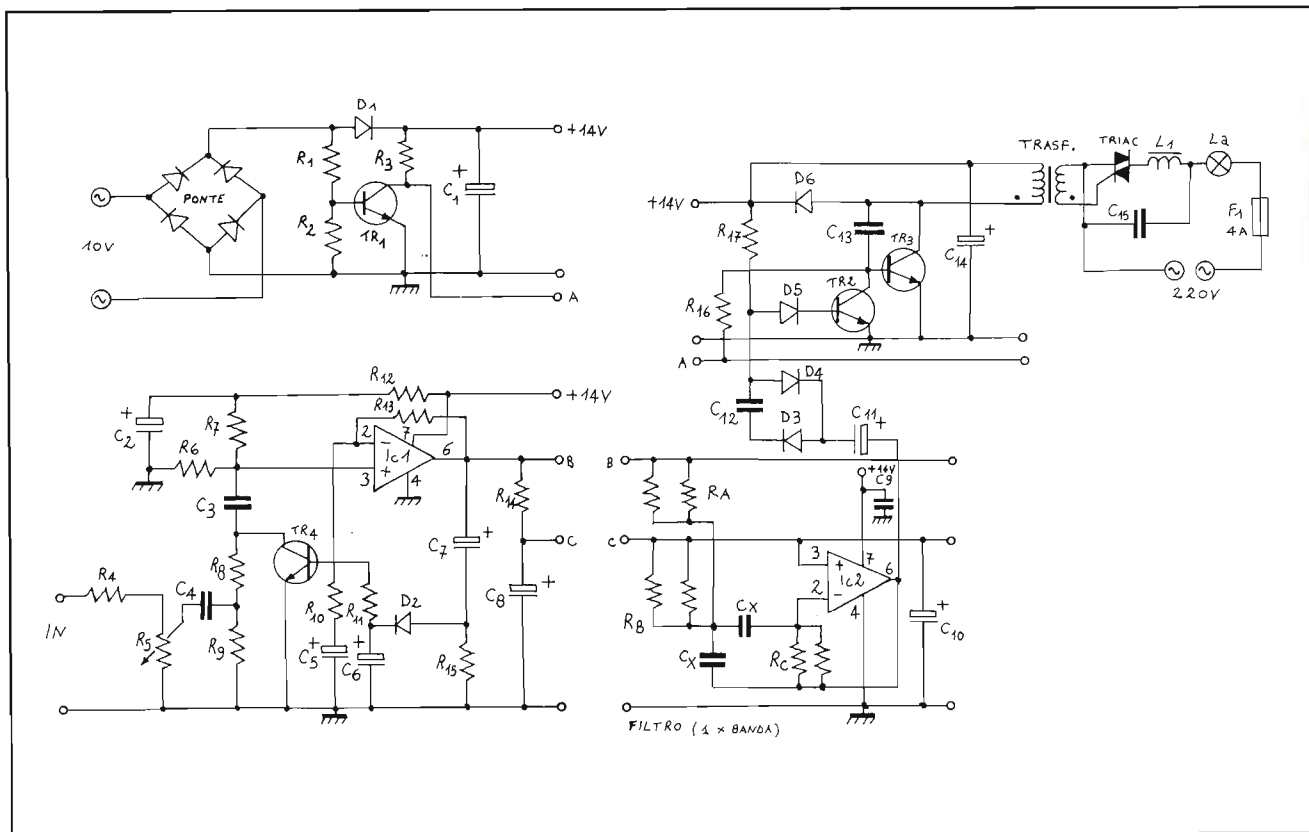 D1
+14V
R1
R3
C1
+
PONTE
R2
TR1
10V
A
TRASF.
TRIAC
L1
La
D6
+14V
R17
C13
TR3
+
C14
C15
F1
4A
220V
TR2
D5
R16
A
D4
C12
D3
C11
+
R12
+14V
R13
+
C2
R7
R6
2
7
-
IC1
6
+
3
4
B
C3
R14
C
TR4
C7
+
R8
R4
C4
R10
R11
D2
C8
+
IN
R5
R9
+
C5
+
C6
R15
B
RA
+14V
C9
C
3
7
+
IC2
6
2
-
4
RB
CX
+
C10
CX
RC
FILTRO (1 x BANDA)